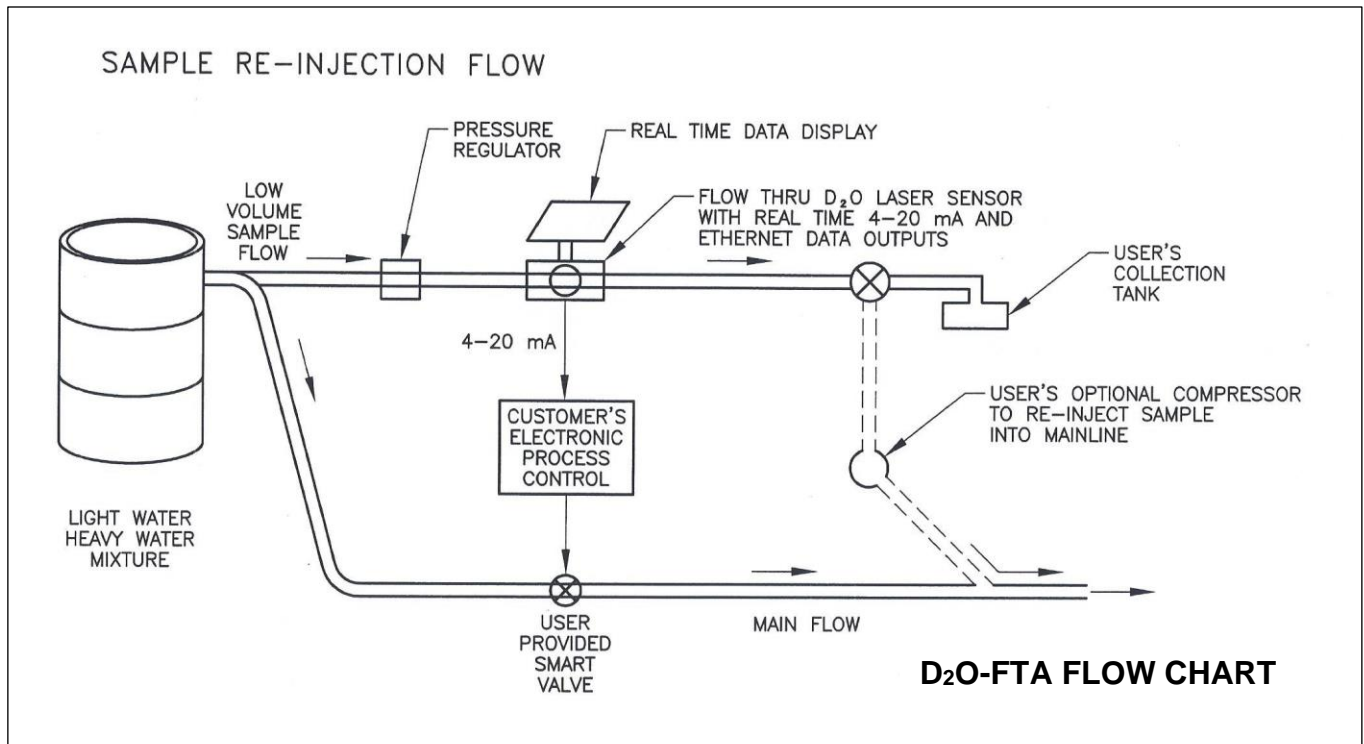 SAMPLE RE-INJECTION FLOW
PRESSURE
REGULATOR
REAL TIME DATA DISPLAY
LOW
VOLUME
SAMPLE
FLOW
FLOW THRU D₂O LASER SENSOR
WITH REAL TIME 4-20 mA AND
ETHERNET DATA OUTPUTS
USER'S
COLLECTION
TANK
4-20 mA
CUSTOMER'S
ELECTRONIC
PROCESS
CONTROL
USER'S OPTIONAL COMPRESSOR
TO RE-INJECT SAMPLE
INTO MAINLINE
LIGHT WATER
HEAVY WATER
MIXTURE
USER
PROVIDED
SMART
VALVE
MAIN FLOW
D₂O-FTA FLOW CHART